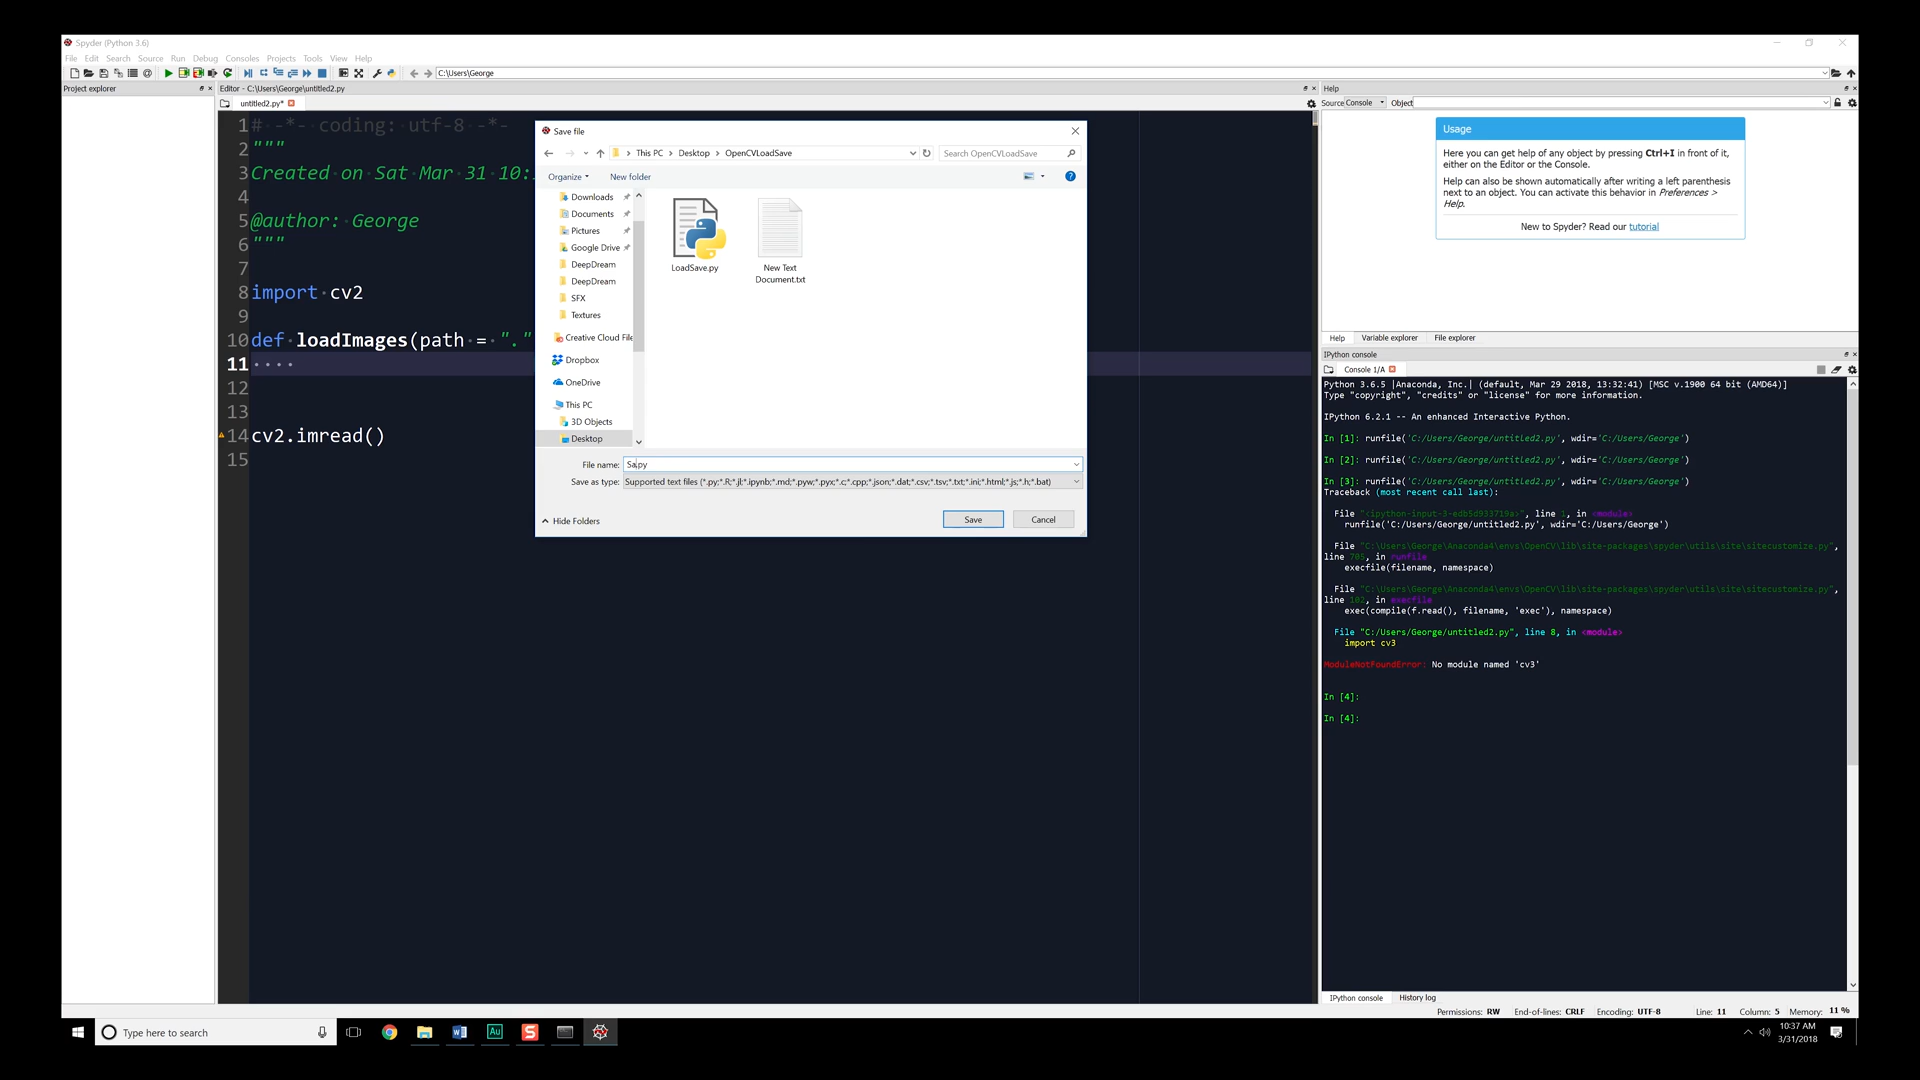 Spyder (Python 3.6)
File Edit Search Source Run Debug Consoles Projects Tools View Help
C:\Users\George
Project explorer
Editor - C:\Users\George\untitled2.py
untitled2.py*
1 # -*- coding: utf-8 -*-
2 """
3 Created on Sat Mar 31 10:
4
5 @author: George
6 """
7
8 import cv2
9
10 def loadImages(path = "."
11
12
13
14 cv2.imread()
15
Save file
This PC Desktop OpenCVLoadSave
Search OpenCVLoadSave
Organize New folder
Downloads
Documents
Pictures
Google Drive
DeepDream
DeepDream
SFX
Textures
Creative Cloud File
Dropbox
OneDrive
This PC
3D Objects
Desktop
LoadSave.py
New Text
Document.txt
File name: Sa.py
Save as type: Supported text files (*.py;*.R;*.jl;*.ipynb;*.md;*.pyw;*.pyx;*.c;*.cpp;*.json;*.dat;*.csv;*.tsv;*.txt;*.ini;*.html;*.js;*.h;*.bat)
Hide Folders
Save Cancel
Help
Source Console Object
Usage
Here you can get help of any object by pressing Ctrl+I in front of it,
either on the Editor or the Console.
Help can also be shown automatically after writing a left parenthesis
next to an object. You can activate this behavior in Preferences >
Help.
New to Spyder? Read our tutorial
Help Variable explorer File explorer
IPython console
Console 1/A
Python 3.6.5 |Anaconda, Inc.| (default, Mar 29 2018, 13:32:41) [MSC v.1900 64 bit (AMD64)]
Type "copyright", "credits" or "license" for more information.
IPython 6.2.1 -- An enhanced Interactive Python.
In [1]: runfile('C:/Users/George/untitled2.py', wdir='C:/Users/George')
In [2]: runfile('C:/Users/George/untitled2.py', wdir='C:/Users/George')
In [3]: runfile('C:/Users/George/untitled2.py', wdir='C:/Users/George')
Traceback (most recent call last):
File "<ipython-input-3-edb5d933719a>", line 1, in <module>
runfile('C:/Users/George/untitled2.py', wdir='C:/Users/George')
File "C:\Users\George\Anaconda4\envs\OpenCV\lib\site-packages\spyder\utils\site\sitecustomize.py",
line 705, in runfile
execfile(filename, namespace)
File "C:\Users\George\Anaconda4\envs\OpenCV\lib\site-packages\spyder\utils\site\sitecustomize.py",
line 102, in execfile
exec(compile(f.read(), filename, 'exec'), namespace)
File "C:/Users/George/untitled2.py", line 8, in <module>
import cv3
ModuleNotFoundError: No module named 'cv3'
In [4]:
In [4]:
IPython console History log
Permissions: RW End-of-lines: CRLF Encoding: UTF-8 Line: 11 Column: 5 Memory: 11 %
Type here to search
10:37 AM
3/31/2018